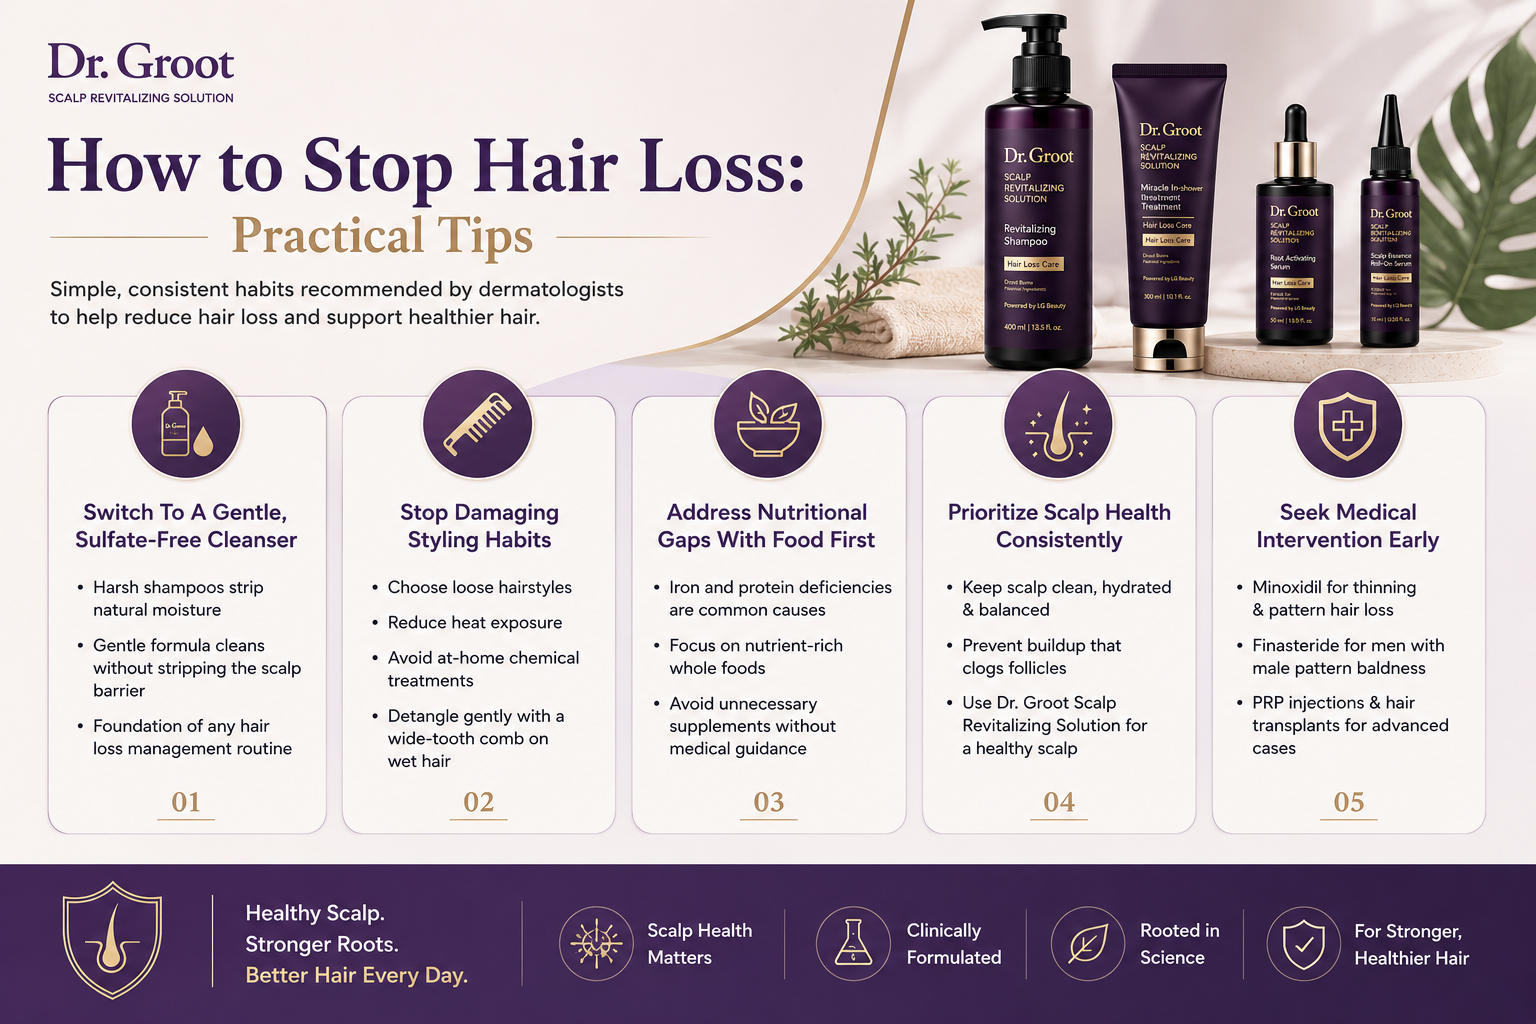 Dr. Groot
SCALP REVITALIZING SOLUTION
How to Stop Hair Loss:
Practical Tips
Simple, consistent habits recommended by dermatologists
to help reduce hair loss and support healthier hair.
Dr. Groot
SCALP
REVITALIZING
SOLUTION
Revitalizing
Shampoo
Hair Loss Care
Powered by LG Beauty
400 ml | 13.5 fl. oz.
Dr. Groot
SCALP
REVITALIZING
SOLUTION
Miracle In-shower
Treatment
Hair Loss Care
Hair Loss Care
Powered by LG Beauty
300 ml | 10.1 fl. oz.
Dr. Groot
SCALP
Root Activating
Serum
Hair Loss Care
Powered by LG Beauty
Dr. Groot
SCALP
Scalp Essence
Roll-On Serum
Hair Loss Care
Powered by LG Beauty
Switch To A Gentle,
Sulfate-Free Cleanser
• Harsh shampoos strip
natural moisture
• Gentle formula cleans
without stripping the scalp
barrier
• Foundation of any hair
loss management routine
01
Stop Damaging
Styling Habits
• Choose loose hairstyles
• Reduce heat exposure
• Avoid at-home chemical
treatments
• Detangle gently with a
wide-tooth comb on
wet hair
02
Address Nutritional
Gaps With Food First
• Iron and protein deficiencies
are common causes
• Focus on nutrient-rich
whole foods
• Avoid unnecessary
supplements without
medical guidance
03
Prioritize Scalp Health
Consistently
• Keep scalp clean, hydrated
& balanced
• Prevent buildup that
clogs follicles
• Use Dr. Groot Scalp
Revitalizing Solution for
a healthy scalp
04
Seek Medical
Intervention Early
• Minoxidil for thinning
& pattern hair loss
• Finasteride for men with
male pattern baldness
• PRP injections & hair
transplants for advanced
cases
05
Healthy Scalp.
Stronger Roots.
Better Hair Every Day.
Scalp Health
Matters
Clinically
Formulated
Rooted in
Science
For Stronger,
Healthier Hair